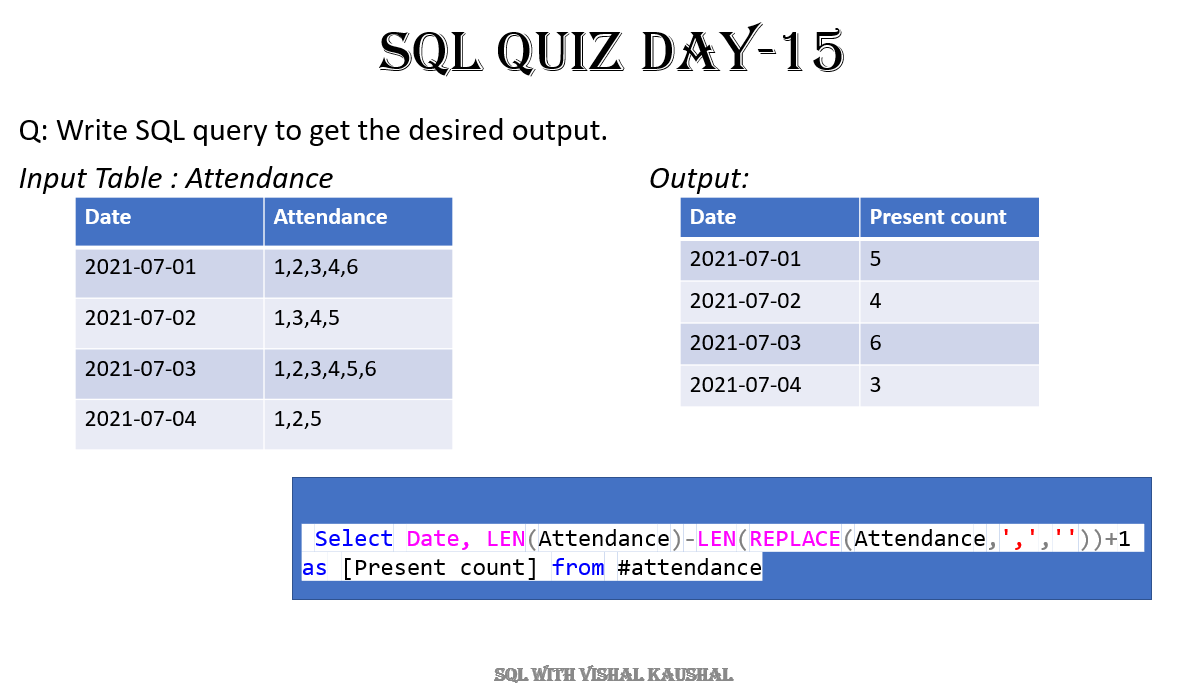 SQL QUIZ DAY-15
Q: Write SQL query to get the desired output.
Input Table : Attendance
Date Attendance
2021-07-01 1,2,3,4,6
2021-07-02 1,3,4,5
2021-07-03 1,2,3,4,5,6
2021-07-04 1,2,5
Output:
Date Present count
2021-07-01 5
2021-07-02 4
2021-07-03 6
2021-07-04 3
Select Date, LEN(Attendance)-LEN(REPLACE(Attendance,',',''))+1
as [Present count] from #attendance
SQL WITH VISHAL KAUSHAL